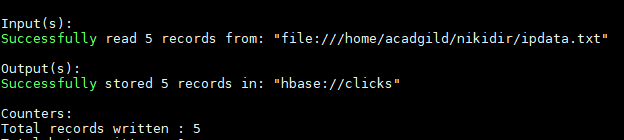 Input(s):
Successfully read 5 records from: "file:///home/acadgild/nikidir/ipdata.txt"
Output(s):
Successfully stored 5 records in: "hbase://clicks"
Counters:
Total records written : 5